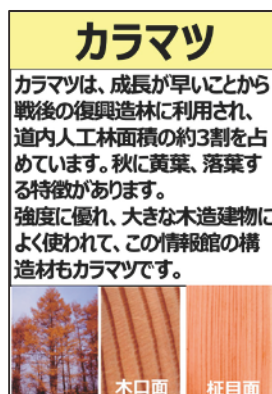 カラマツ
カラマツは、成長が早いことから
戦後の復興造林に利用され、
道内人工林面積の約3割を占
めています。秋に黄葉、落葉す
る特徴があります。
強度に優れ、大きな木造建物に
よく使われて、この情報館の構
造材もカラマツです。
木口面
柾目面